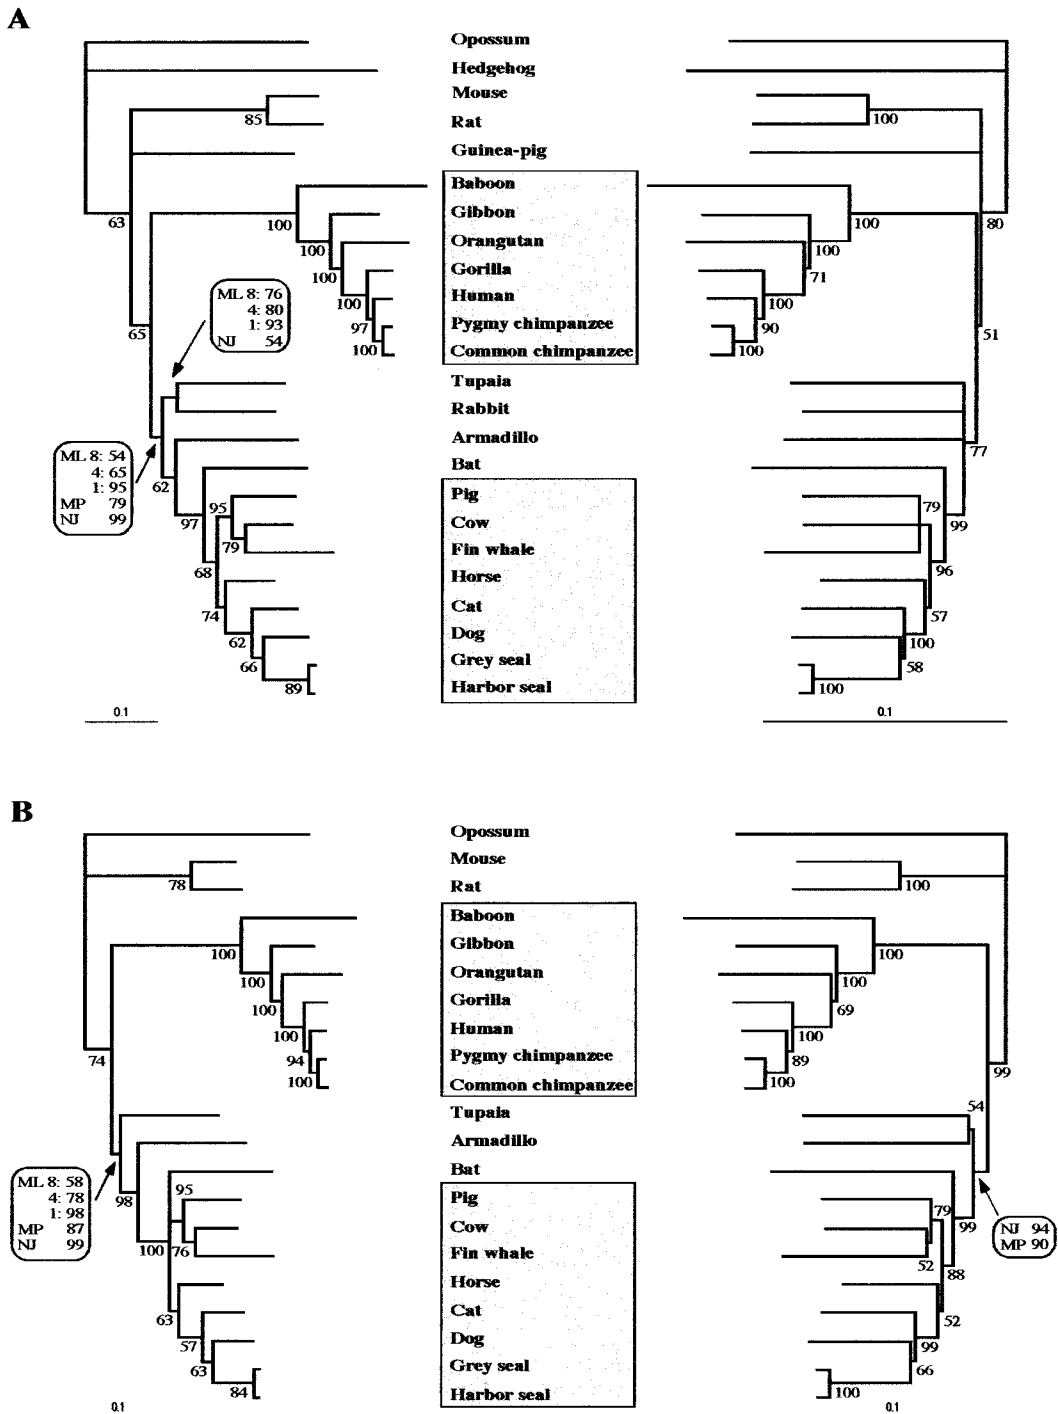 A
Opossum
Hedgehog
Mouse
85
100
Rat
Guinea-pig
Baboon
63
100
Gibbon
100
80
100
Orangutan
100
100
Gorilla
71
ML 8: 76
4: 80
1: 93
NJ 54
100
Human
100
65
97
Pygmy chimpanzee
90
51
100
Common chimpanzee
100
Tupaia
Rabbit
Armadillo
77
ML 8: 54
4: 65
1: 95
MP 79
NJ 99
Bat
62
Pig
95
79
97
Cow
99
79
Fin whale
68
Horse
96
74
Cat
57
62
Dog
100
66
Grey seal
58
89
Harbor seal
100
0.1
0.1
B
Opossum
Mouse
78
Rat
100
Baboon
100
Gibbon
100
100
Orangutan
100
100
Gorilla
69
100
Human
100
74
94
Pygmy chimpanzee
89
99
100
Common chimpanzee
100
Tupaia
54
Armadillo
ML 8: 58
4: 78
1: 98
MP 87
NJ 99
Bat
95
98
Pig
79
Cow
99
NJ 94
MP 90
100
76
Fin whale
52
88
Horse
63
Cat
52
57
Dog
99
63
Grey seal
66
84
Harbor seal
100
0.1
0.1